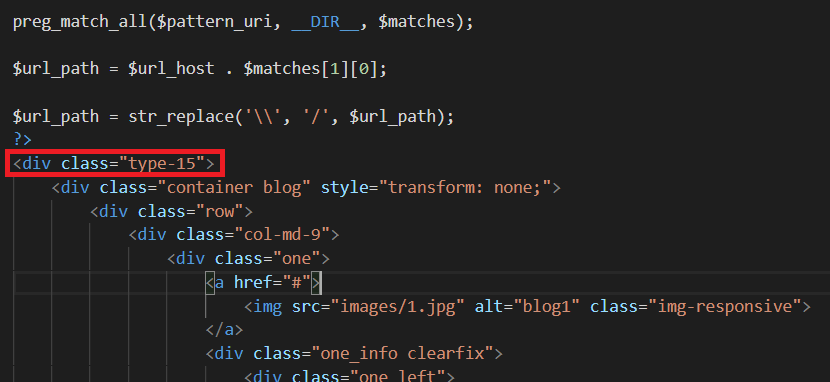 preg_match_all($pattern_uri, __DIR__, $matches);
$url_path = $url_host . $matches[1][0];
$url_path = str_replace('\\', '/', $url_path);
?>
<div class="type-15">
<div class="container blog" style="transform: none;">
<div class="row">
<div class="col-md-9">
<div class="one">
<a href="#">
<img src="images/1.jpg" alt="blog1" class="img-responsive">
</a>
<div class="one_info clearfix">
<div class="one_left">